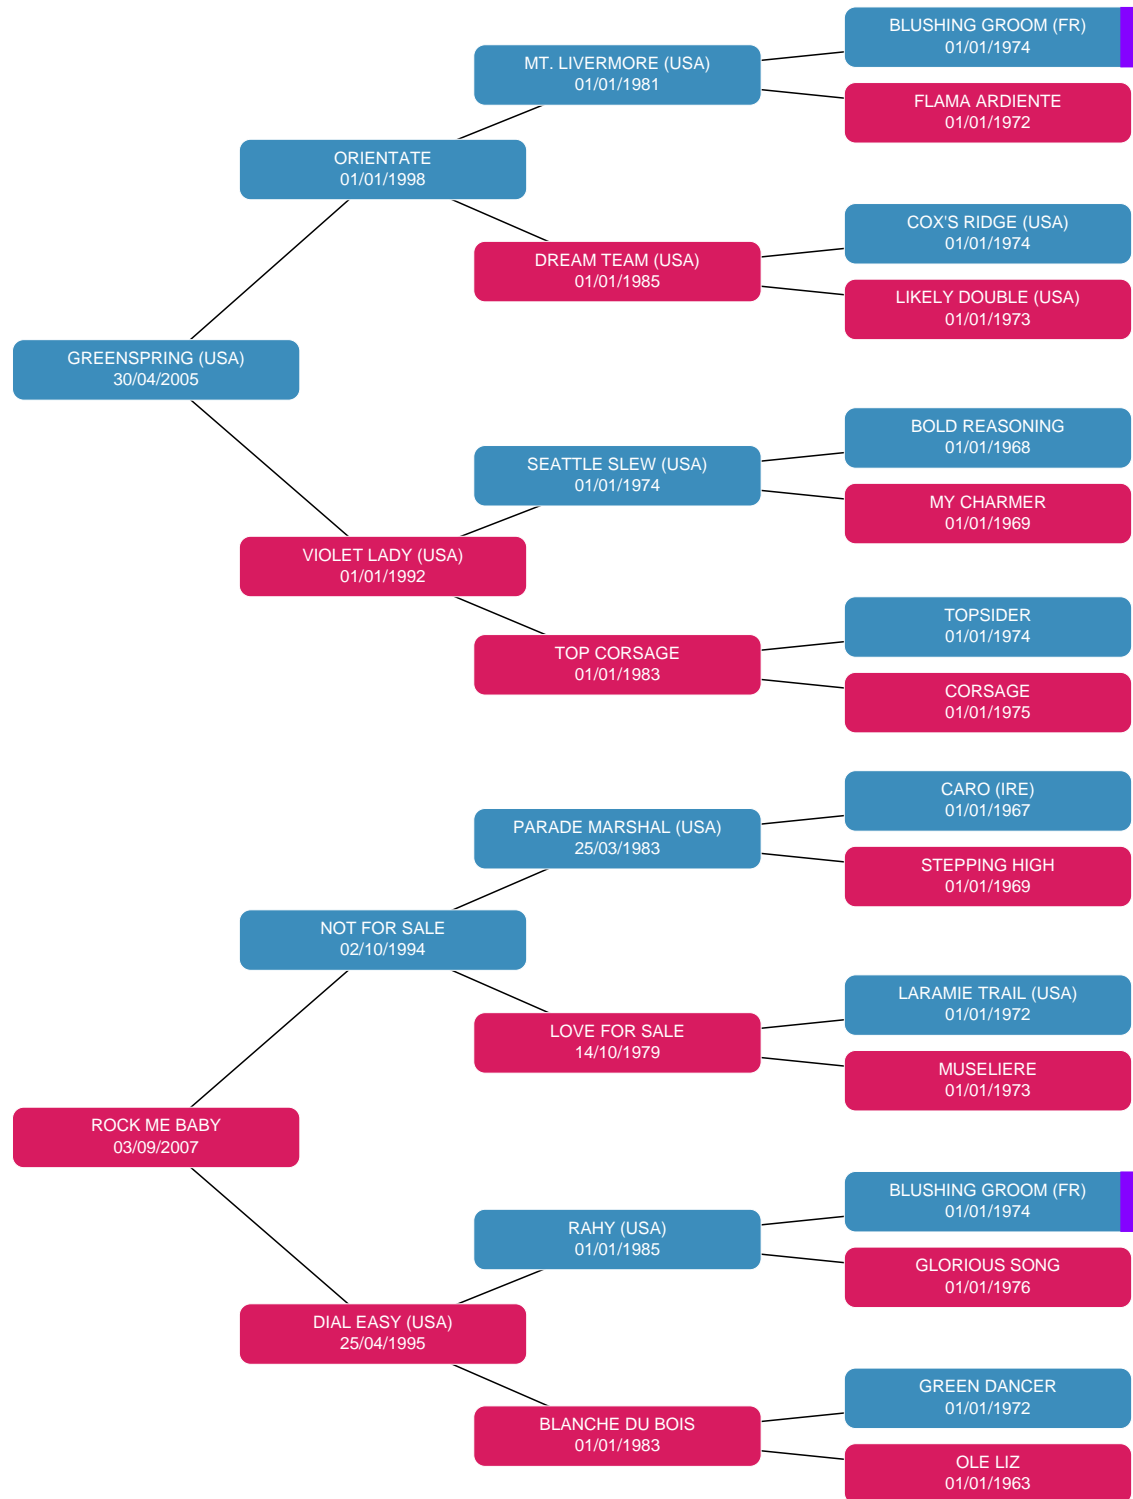 BLUSHING GROOM (FR)
01/01/1974
MT. LIVERMORE (USA)
01/01/1981
FLAMA ARDIENTE
01/01/1972
ORIENTATE
01/01/1998
COX'S RIDGE (USA)
01/01/1974
DREAM TEAM (USA)
01/01/1985
LIKELY DOUBLE (USA)
01/01/1973
GREENSPRING (USA)
30/04/2005
BOLD REASONING
01/01/1968
SEATTLE SLEW (USA)
01/01/1974
MY CHARMER
01/01/1969
VIOLET LADY (USA)
01/01/1992
TOPSIDER
01/01/1974
TOP CORSAGE
01/01/1983
CORSAGE
01/01/1975
CARO (IRE)
01/01/1967
PARADE MARSHAL (USA)
25/03/1983
STEPPING HIGH
01/01/1969
NOT FOR SALE
02/10/1994
LARAMIE TRAIL (USA)
01/01/1972
LOVE FOR SALE
14/10/1979
MUSELIERE
01/01/1973
ROCK ME BABY
03/09/2007
BLUSHING GROOM (FR)
01/01/1974
RAHY (USA)
01/01/1985
GLORIOUS SONG
01/01/1976
DIAL EASY (USA)
25/04/1995
GREEN DANCER
01/01/1972
BLANCHE DU BOIS
01/01/1983
OLE LIZ
01/01/1963